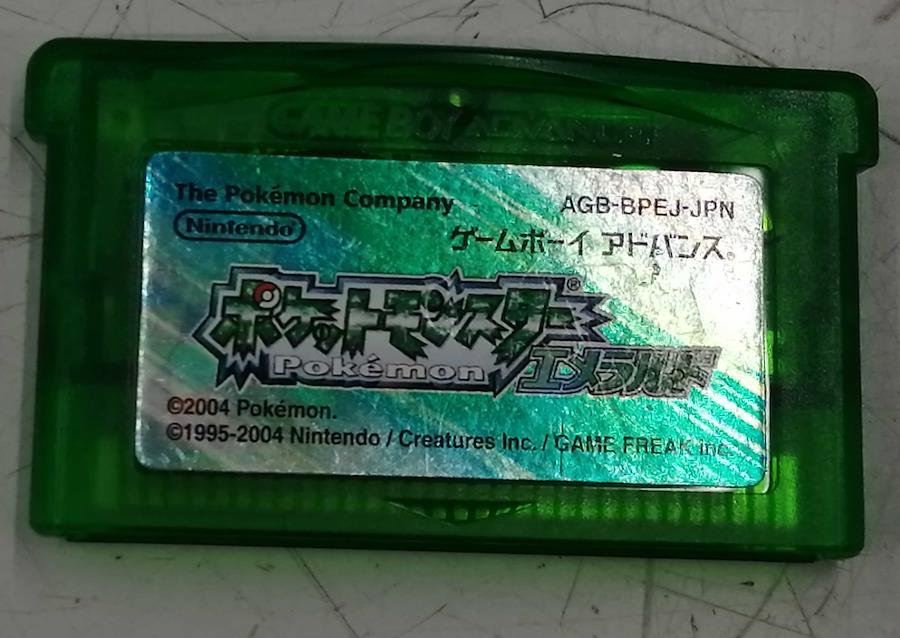 GAME BOY ADVANCE
The Pokémon Company
AGB-BPEJ-JPN
Nintendo®
ゲームボーイ アドバンス®
ポケットモンスター®
Pokémon
エメラルド
©2004 Pokémon.
©1995-2004 Nintendo / Creatures Inc. / GAME FREAK inc.